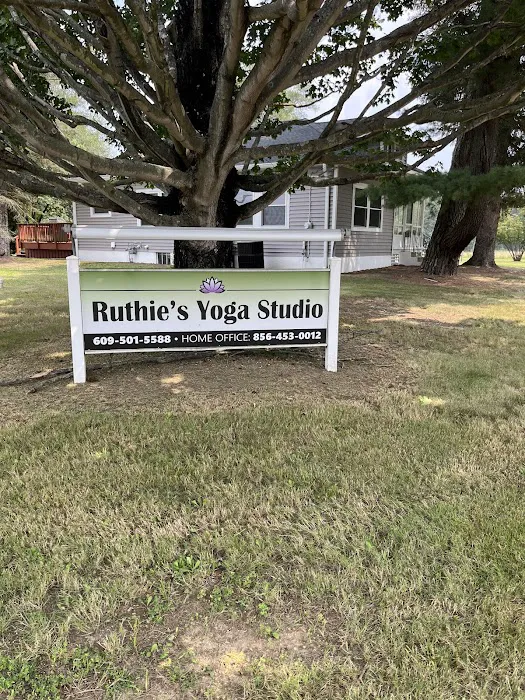 Ruthie's Yoga Studio
609-501-5588 • HOME OFFICE: 856-453-0012